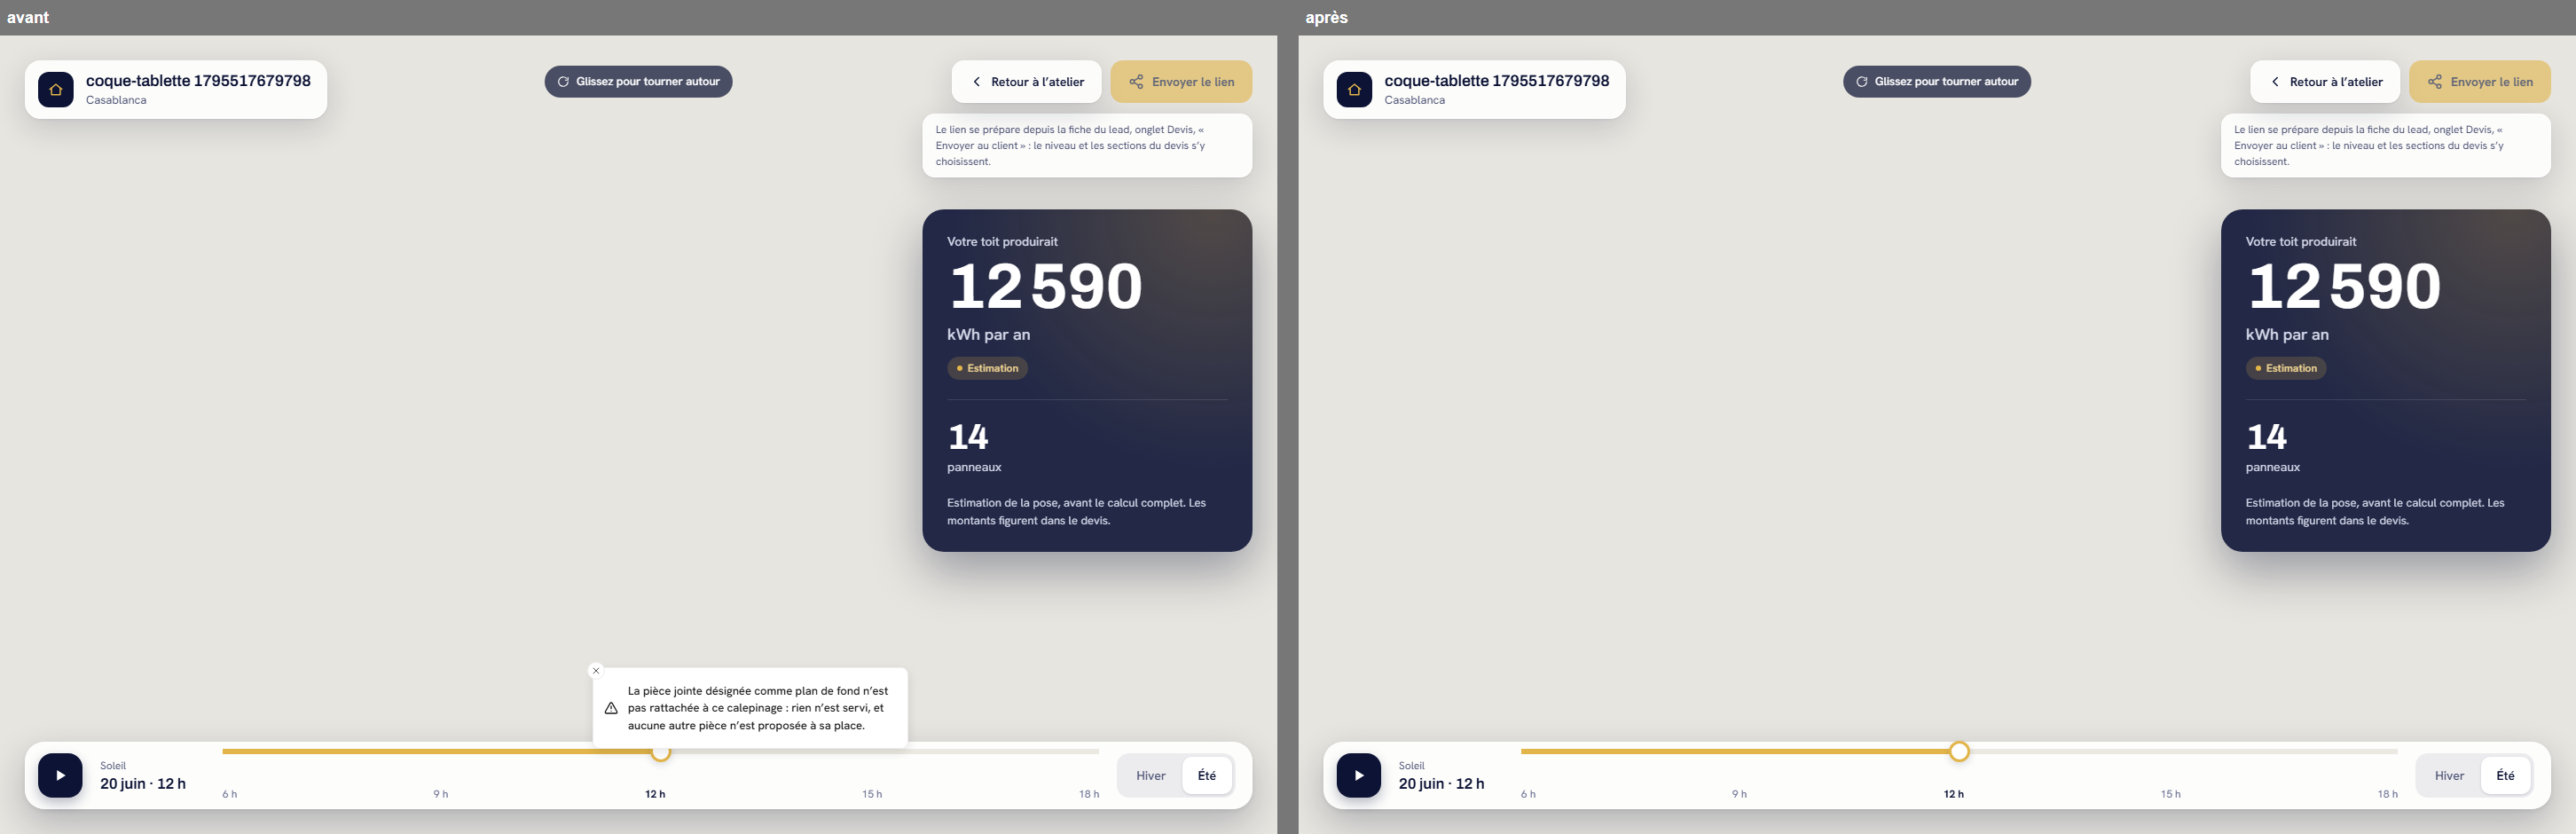 avant
coque-tablette 1795517679798
Casablanca
Glissez pour tourner autour
Retour à l’atelier
Envoyer le lien
Le lien se prépare depuis la fiche du lead, onglet Devis, «
Envoyer au client » : le niveau et les sections du devis s’y
choisissent.
Votre toit produirait
12 590
kWh par an
Estimation
14
panneaux
Estimation de la pose, avant le calcul complet. Les
montants figurent dans le devis.
La pièce jointe désignée comme plan de fond n’est
pas rattachée à ce calepinage : rien n’est servi, et
aucune autre pièce n’est proposée à sa place.
Soleil
20 juin · 12 h
6 h
9 h
12 h
15 h
18 h
Hiver
Été
après
coque-tablette 1795517679798
Casablanca
Glissez pour tourner autour
Retour à l’atelier
Envoyer le lien
Le lien se prépare depuis la fiche du lead, onglet Devis, «
Envoyer au client » : le niveau et les sections du devis s’y
choisissent.
Votre toit produirait
12 590
kWh par an
Estimation
14
panneaux
Estimation de la pose, avant le calcul complet. Les
montants figurent dans le devis.
Soleil
20 juin · 12 h
6 h
9 h
12 h
15 h
18 h
Hiver
Été